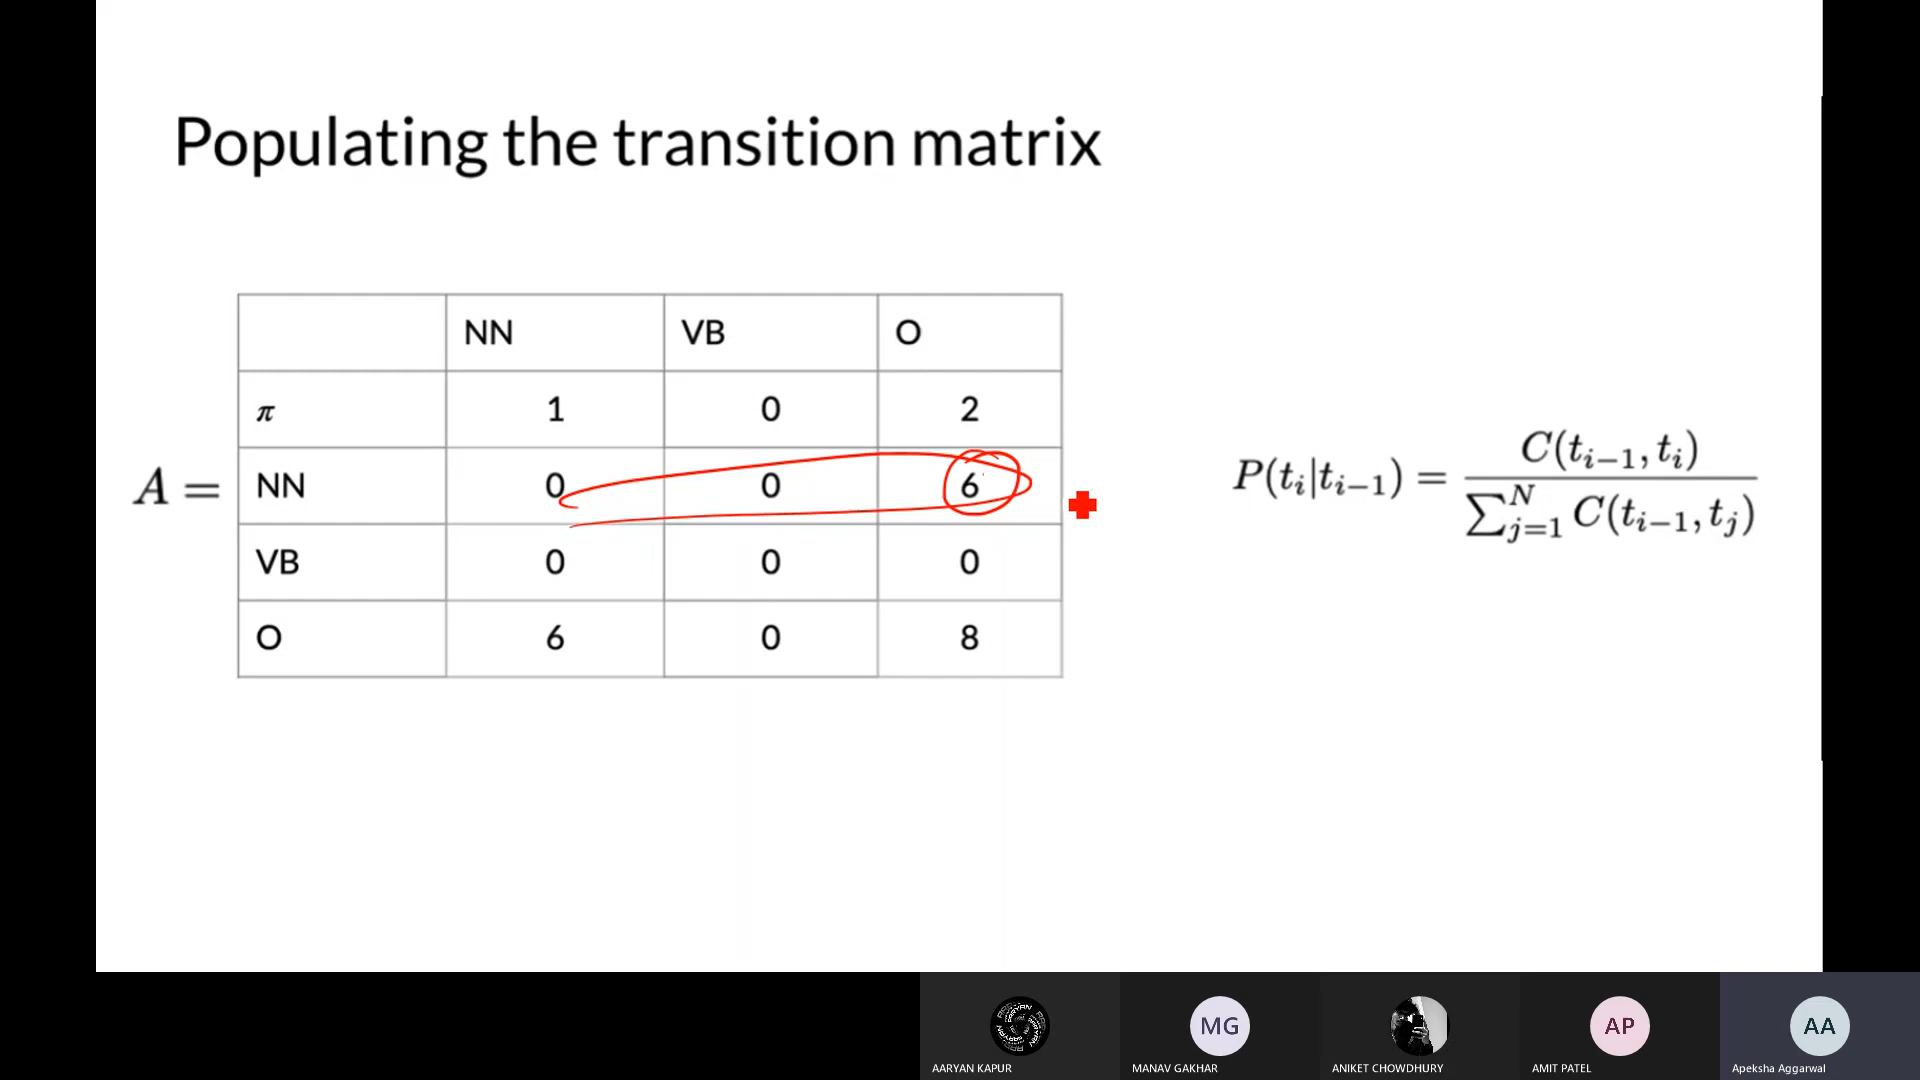 Populating the transition matrix
NN VB O
π 1 0 2
A = NN 0 0 6
VB 0 0 0
O 6 0 8
P(t_i|t_{i-1}) = C(t_{i-1}, t_i) / ∑_{j=1}^{N} C(t_{i-1}, t_j)
MG AP AA
AARYAN KAPUR MANAV GAKHAR ANIKET CHOWDHURY AMIT PATEL Apeksha Aggarwal